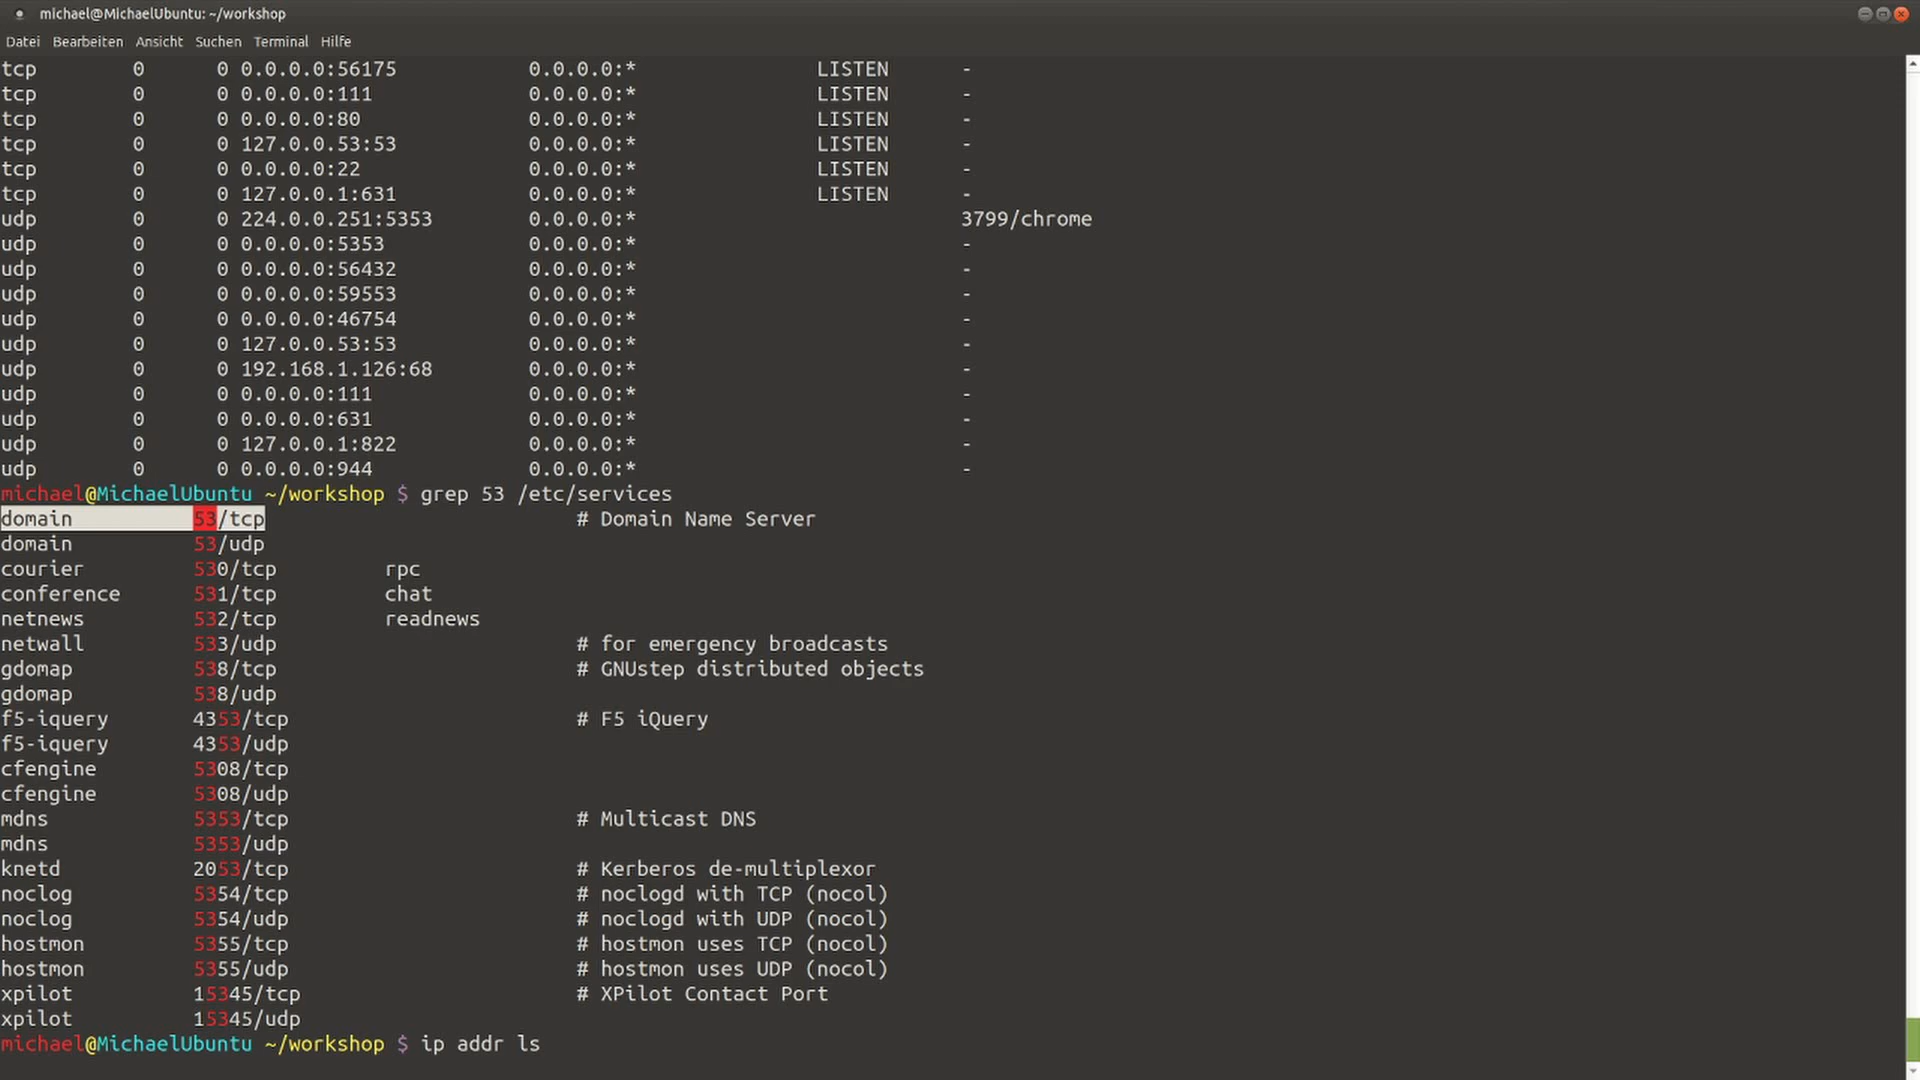 michael@MichaelUbuntu: ~/workshop
Datei Bearbeiten Ansicht Suchen Terminal Hilfe
tcp 0 0 0.0.0.0:56175 0.0.0.0:* LISTEN -
tcp 0 0 0.0.0.0:111 0.0.0.0:* LISTEN -
tcp 0 0 0.0.0.0:80 0.0.0.0:* LISTEN -
tcp 0 0 127.0.0.53:53 0.0.0.0:* LISTEN -
tcp 0 0 0.0.0.0:22 0.0.0.0:* LISTEN -
tcp 0 0 127.0.0.1:631 0.0.0.0:* LISTEN -
udp 0 0 224.0.0.251:5353 0.0.0.0:* 3799/chrome
udp 0 0 0.0.0.0:5353 0.0.0.0:* -
udp 0 0 0.0.0.0:56432 0.0.0.0:* -
udp 0 0 0.0.0.0:59553 0.0.0.0:* -
udp 0 0 0.0.0.0:46754 0.0.0.0:* -
udp 0 0 127.0.0.53:53 0.0.0.0:* -
udp 0 0 192.168.1.126:68 0.0.0.0:* -
udp 0 0 0.0.0.0:111 0.0.0.0:* -
udp 0 0 0.0.0.0:631 0.0.0.0:* -
udp 0 0 127.0.0.1:822 0.0.0.0:* -
udp 0 0 0.0.0.0:944 0.0.0.0:* -
michael@MichaelUbuntu ~/workshop $ grep 53 /etc/services
domain 53/tcp # Domain Name Server
domain 53/udp
courier 530/tcp rpc
conference 531/tcp chat
netnews 532/tcp readnews
netwall 533/udp # for emergency broadcasts
gdomap 538/tcp # GNUstep distributed objects
gdomap 538/udp
f5-iquery 4353/tcp # F5 iQuery
f5-iquery 4353/udp
cfengine 5308/tcp
cfengine 5308/udp
mdns 5353/tcp # Multicast DNS
mdns 5353/udp
knetd 2053/tcp # Kerberos de-multiplexor
noclog 5354/tcp # noclogd with TCP (nocol)
noclog 5354/udp # noclogd with UDP (nocol)
hostmon 5355/tcp # hostmon uses TCP (nocol)
hostmon 5355/udp # hostmon uses UDP (nocol)
xpilot 15345/tcp # XPilot Contact Port
xpilot 15345/udp
michael@MichaelUbuntu ~/workshop $ ip addr ls